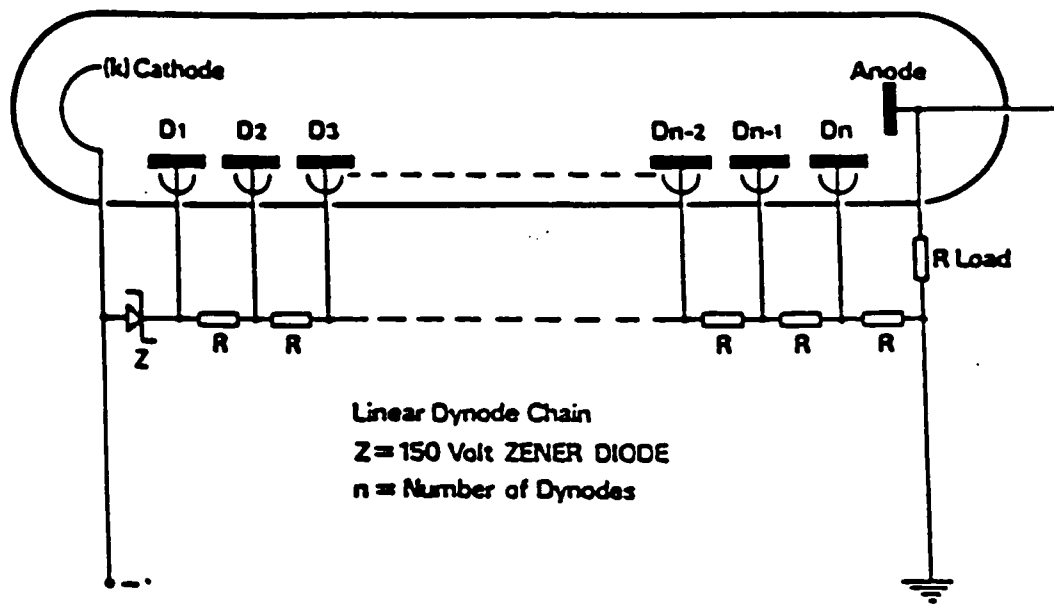 (k) Cathode
Anode
D1 D2 D3 Dn-2 Dn-1 Dn
R Load
Z R R R R R
Linear Dynode Chain
Z = 150 Volt ZENER DIODE
n = Number of Dynodes